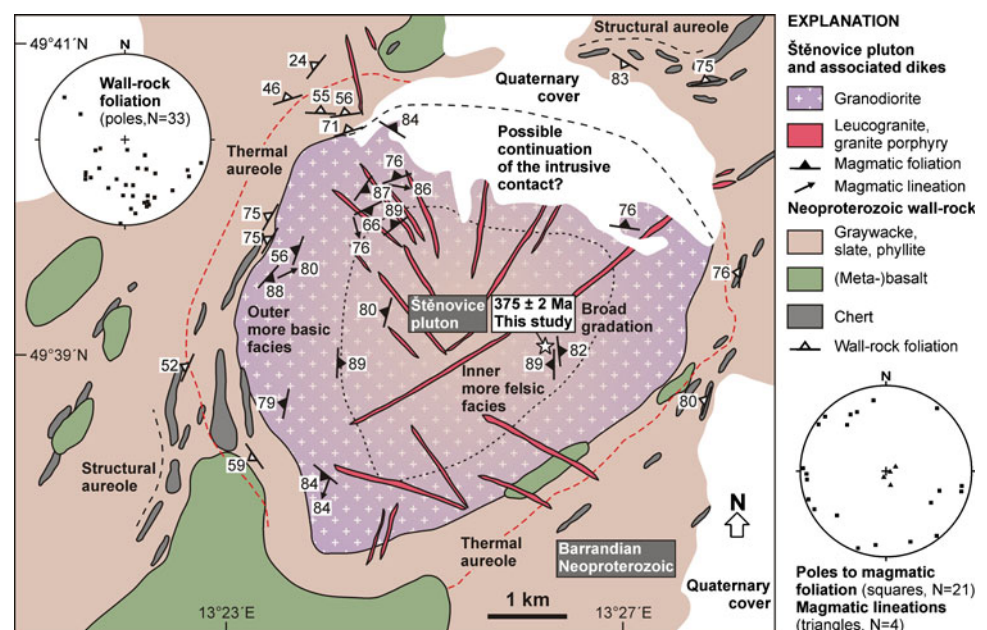 49°41´N
N
Wall-rock
foliation
(poles,N=33)
24
46
55
56
71
84
Structural aureole
83
75
Quaternary
cover
Possible
continuation
of the intrusive
contact?
Thermal
aureole
76
86
87
89
66
76
76
75
75
56
80
88
Outer
more basic
facies
80
Štěnovice
pluton
375 ± 2 Ma
This study
Broad
gradation
76
49°39´N
52
89
89
82
Inner
more felsic
facies
79
80
59
Structural
aureole
84
84
N
Thermal
aureole
Barrandian
Neoproterozoic
Quaternary
cover
13°23´E
1 km
13°27´E
EXPLANATION
Štěnovice pluton
and associated dikes
Granodiorite
Leucogranite,
granite porphyry
Magmatic foliation
Magmatic lineation
Neoproterozoic wall-rock
Graywacke,
slate, phyllite
(Meta-)basalt
Chert
Wall-rock foliation
N
Poles to magmatic
foliation (squares, N=21)
Magmatic lineations
(triangles, N=4)